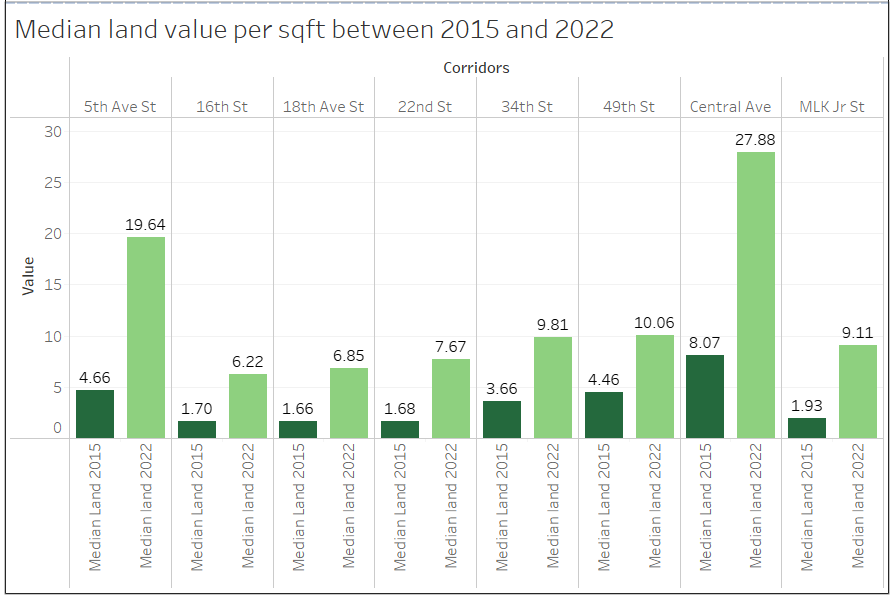 Median land value per sqft between 2015 and 2022
Corridors
5th Ave St 16th St 18th Ave St 22nd St 34th St 49th St Central Ave MLK Jr St
30
25
20
15
10
5
0
Value
4.66 19.64 1.70 6.22 1.66 6.85 1.68 7.67 3.66 9.81 4.46 10.06 8.07 27.88 1.93 9.11
Median Land 2015
Median land 2022
Median Land 2015
Median land 2022
Median Land 2015
Median land 2022
Median Land 2015
Median land 2022
Median Land 2015
Median land 2022
Median Land 2015
Median land 2022
Median Land 2015
Median land 2022
Median Land 2015
Median land 2022